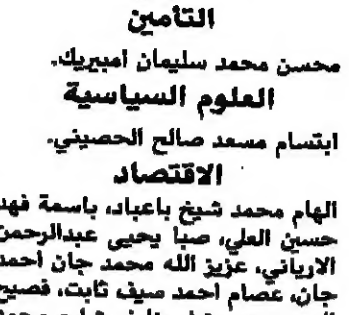 التأمين
محسن محمد سليمان امبيريك.
العلوم السياسية
ابتسام مسعد صالح الحصيني.
الاقتصاد
الهام محمد شيخ باعباد، باسمة فهد
حسين العلي، صبا يحيى عبدالرحمن
الارياني، عزيز الله محمد جان احمد
جان، عصام احمد صيف ثابت، فصيح